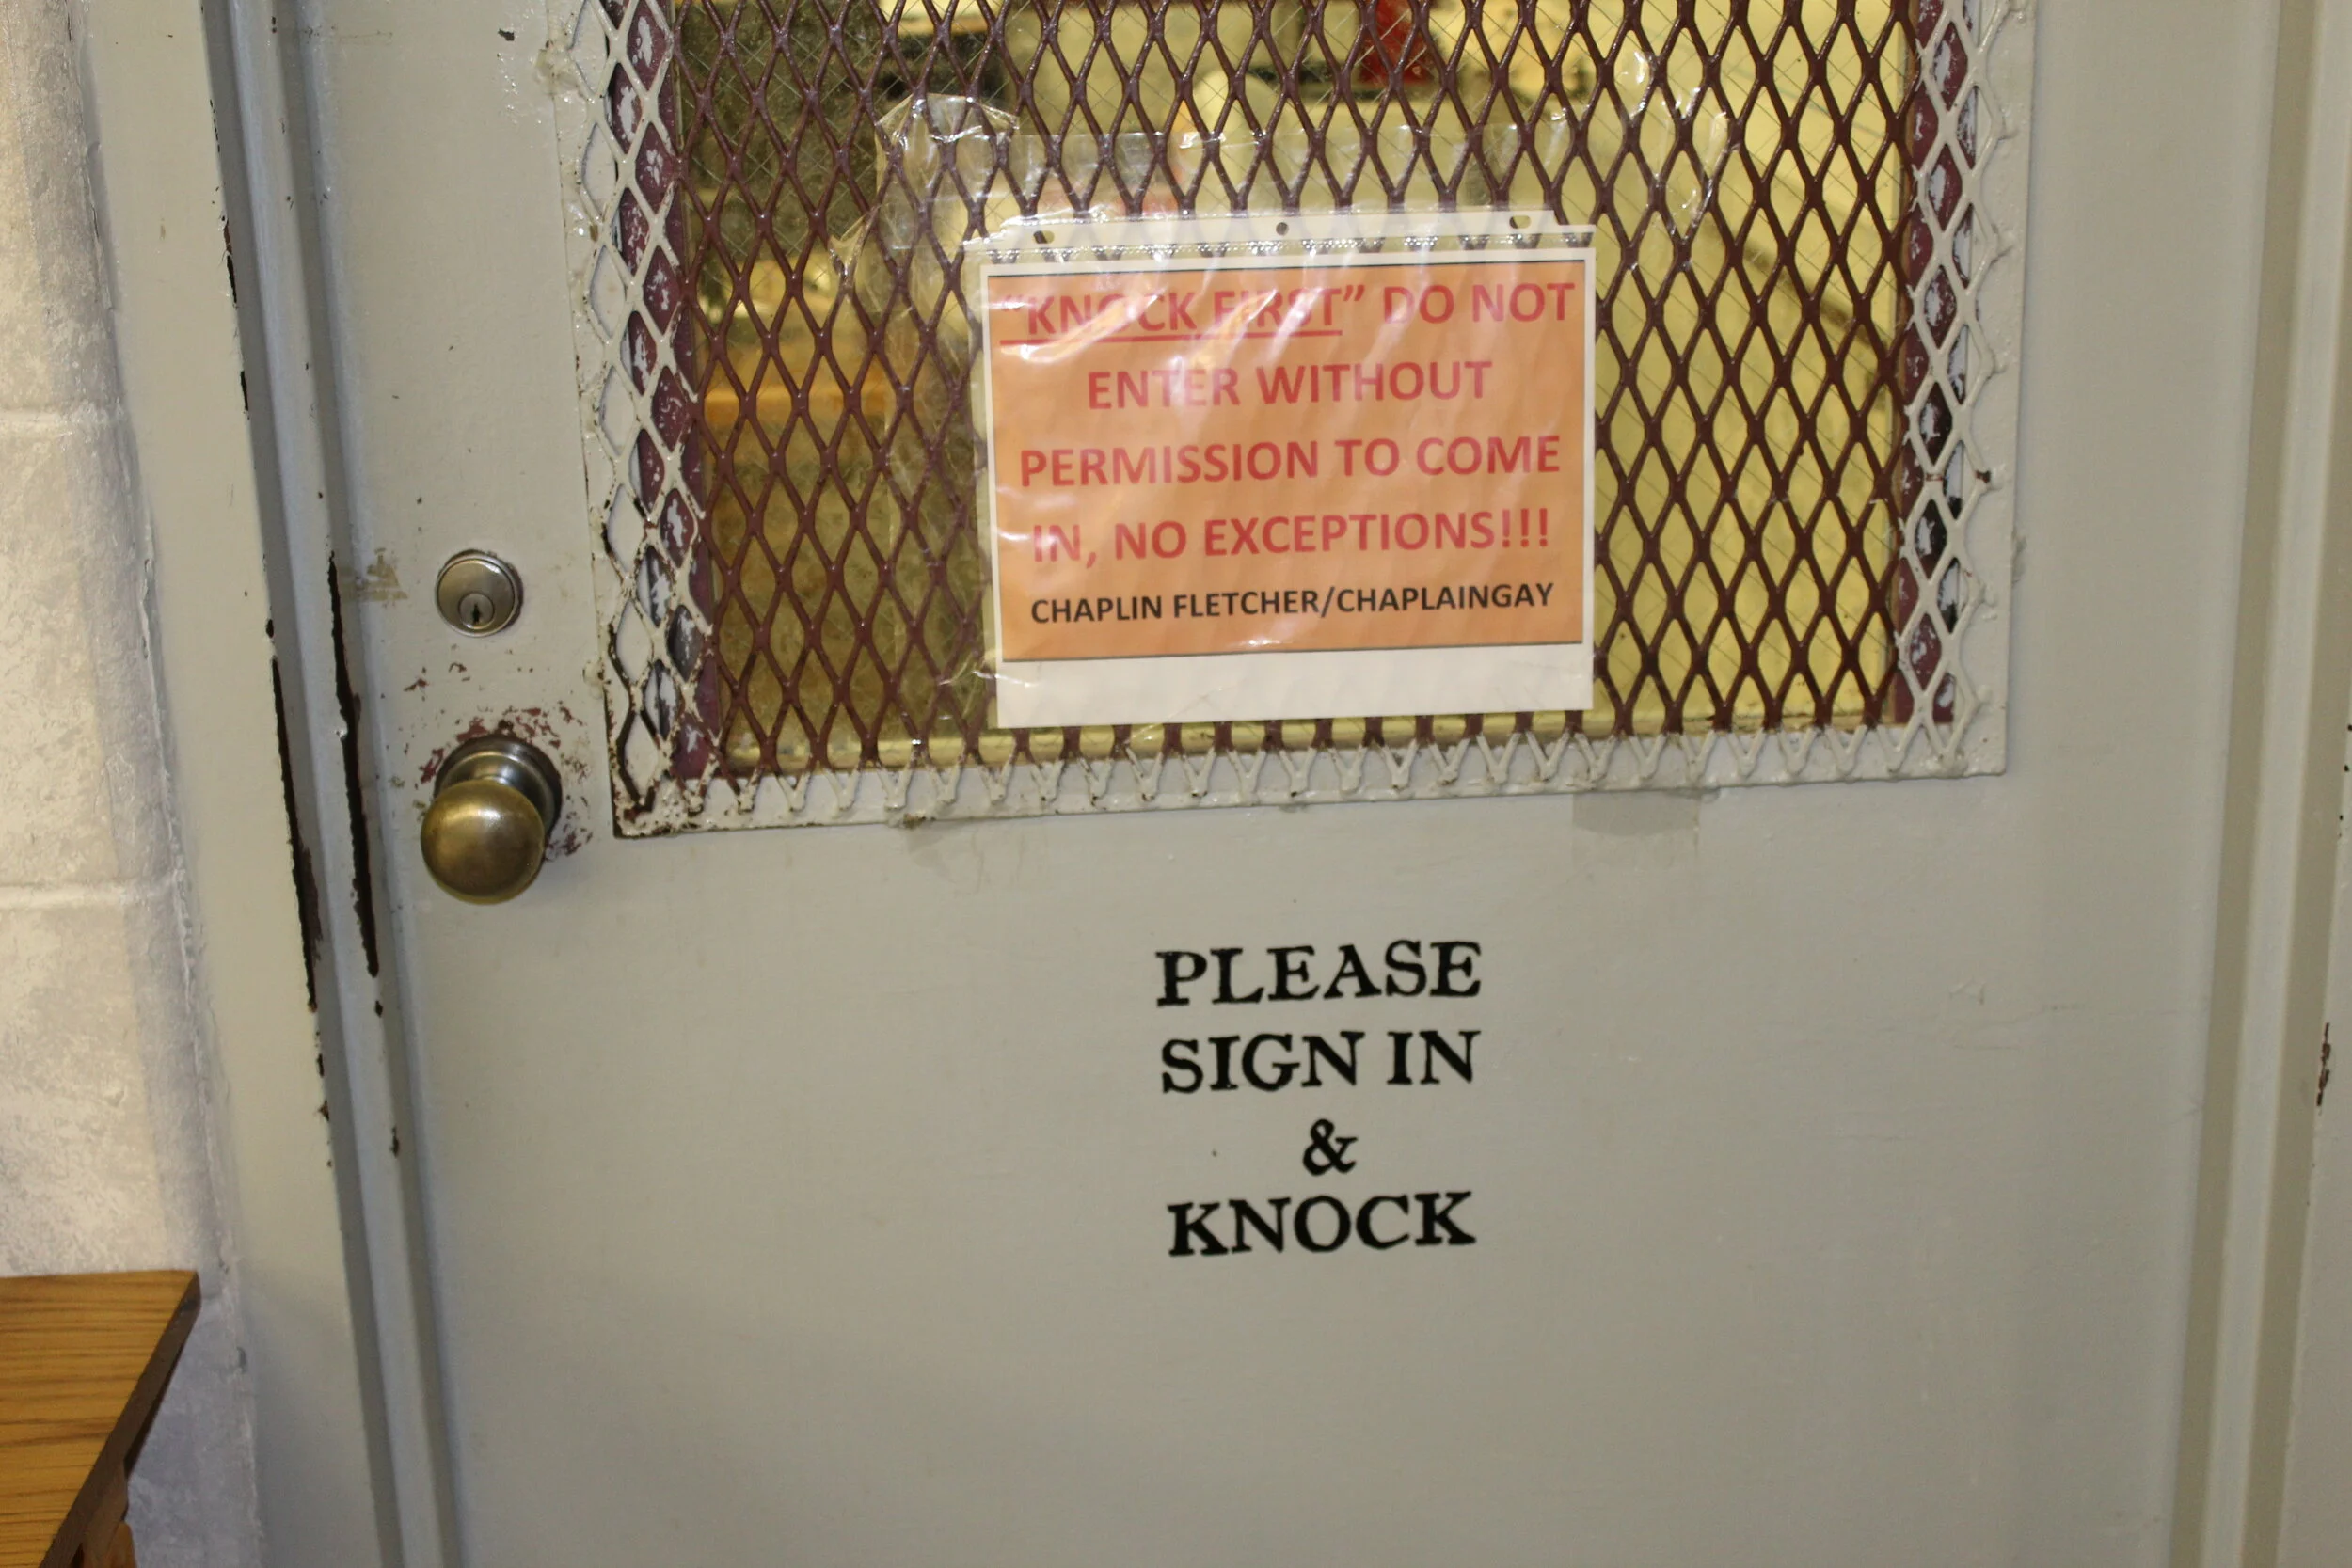 "KNOCK FIRST" DO NOT
ENTER WITHOUT
PERMISSION TO COME
IN, NO EXCEPTIONS!!!
CHAPLIN FLETCHER/CHAPLAINGAY
PLEASE
SIGN IN
&
KNOCK